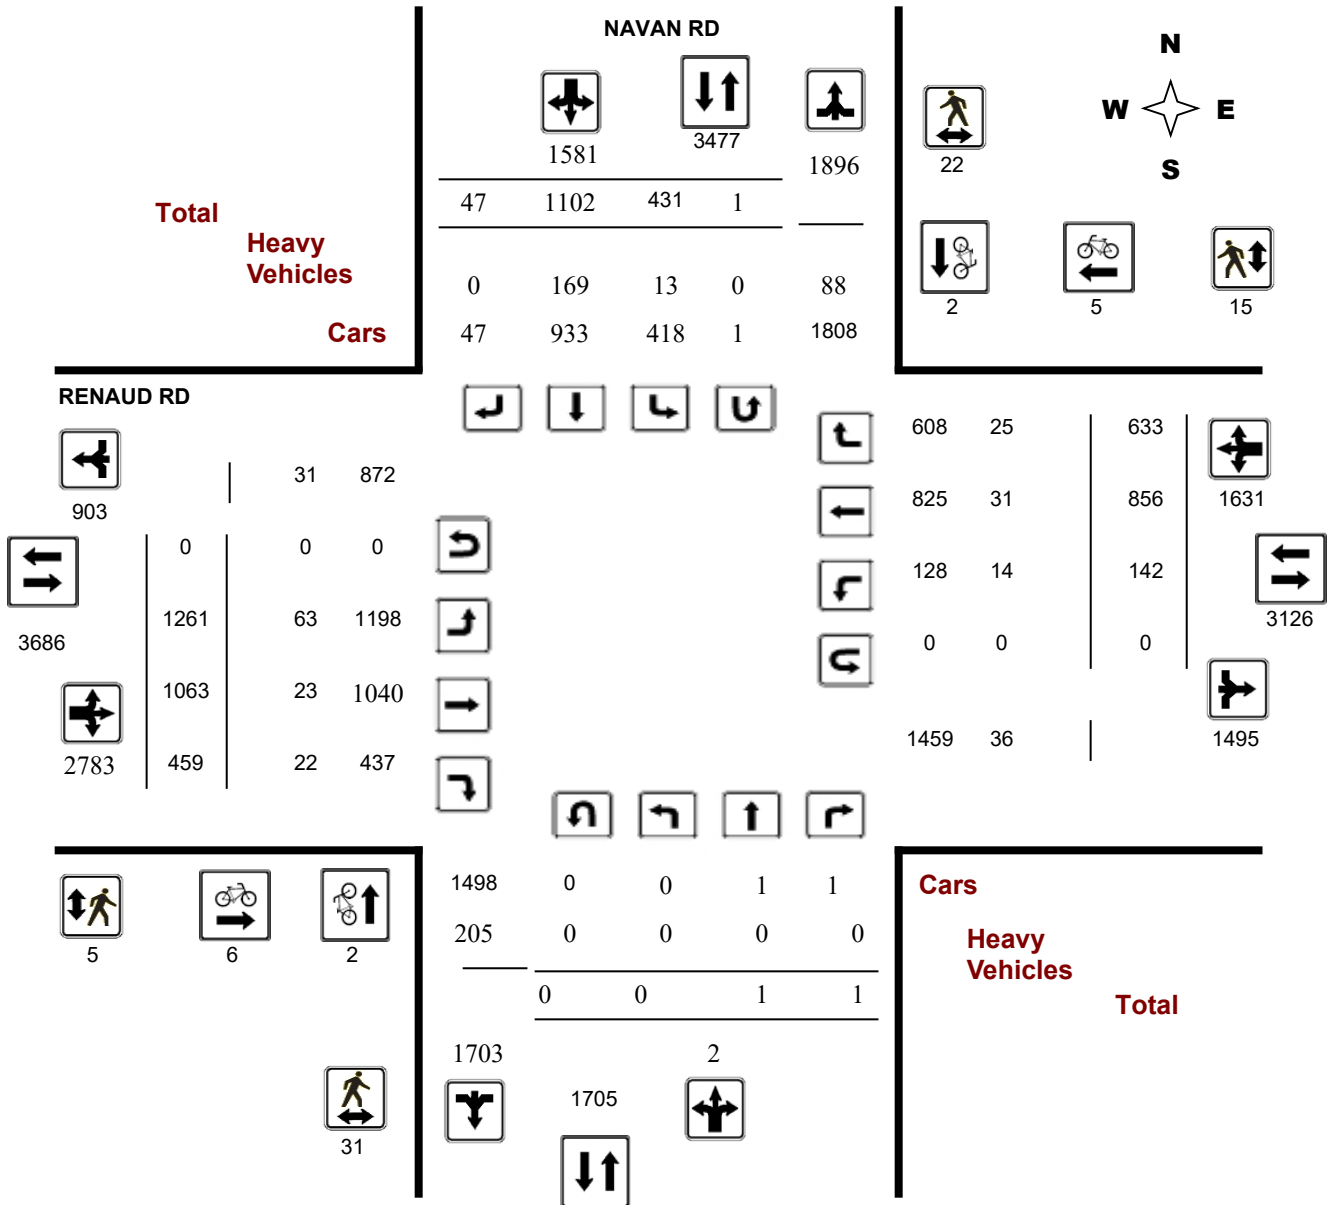 NAVAN RD
N
W E
S
1581
3477
1896
22
47 1102 431 1
Total
Heavy
Vehicles
0 169 13 0 88
2 5 15
Cars
47 933 418 1 1808
RENAUD RD
608 25 633
31 872
825 31 856 1631
903
0 0 0
128 14 142
3126
1261 63 1198
3686
0 0 0
1063 23 1040
1459 36 1495
2783 459 22 437
1498 0 0 1 1
Cars
205 0 0 0 0
Heavy
Vehicles
5 6 2
0 0 1 1
Total
1703 2
1705
31